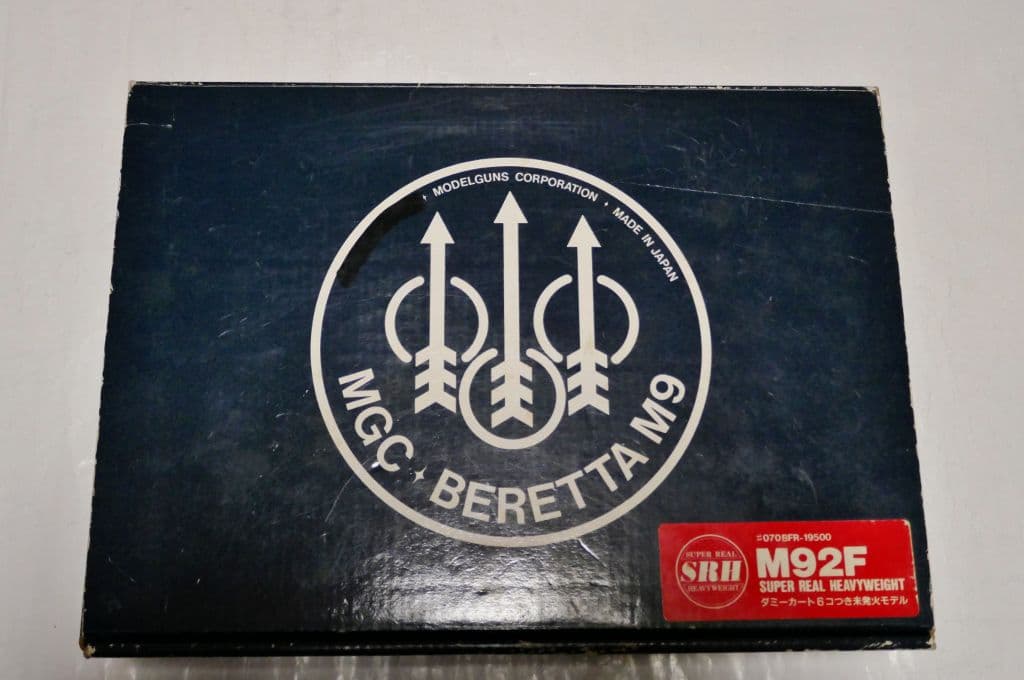 MODELGUNS CORPORATION ✦ MADE IN JAPAN
MGC ✦ BERETTA M9
#070BFR-19500
SUPER REAL
SRH
HEAVYWEIGHT
M92F
SUPER REAL HEAVYWEIGHT
ダミーカート6コつき未発火モデル